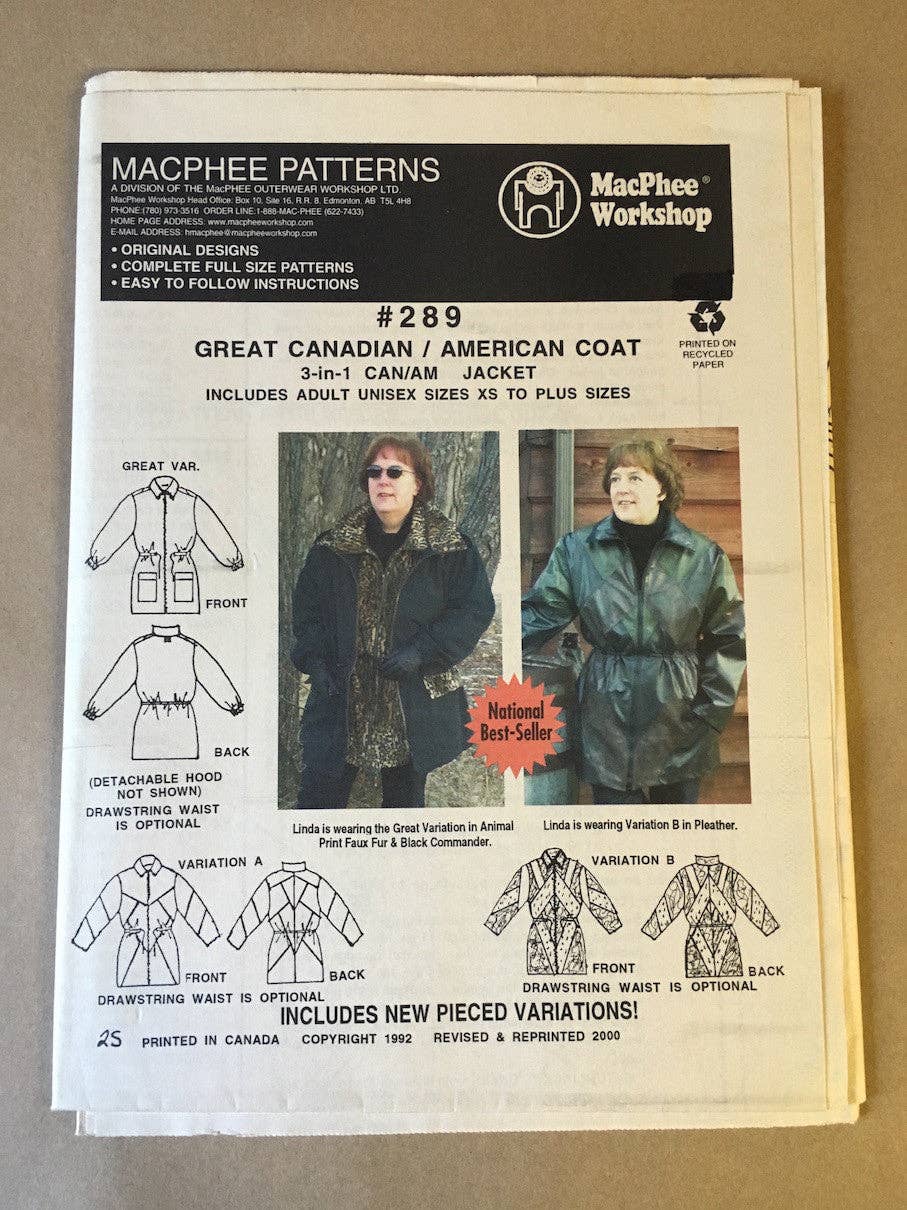 MACPHEE PATTERNS
A DIVISION OF THE MacPHEE OUTERWEAR WORKSHOP LTD.
MacPhee Workshop Head Office: Box 10, Site 16, R.R. 8, Edmonton, AB T5L 4H8
PHONE:(780) 973-3516 ORDER LINE:1-888-MAC-PHEE (622-7433)
HOME PAGE ADDRESS: www.macpheeworkshop.com
E-MAIL ADDRESS: hmacphee@macpheeworkshop.com
• ORIGINAL DESIGNS
• COMPLETE FULL SIZE PATTERNS
• EASY TO FOLLOW INSTRUCTIONS
MacPhee®
Workshop
#289
GREAT CANADIAN / AMERICAN COAT
3-in-1 CAN/AM JACKET
INCLUDES ADULT UNISEX SIZES XS TO PLUS SIZES
PRINTED ON
RECYCLED
PAPER
GREAT VAR.
FRONT
BACK
(DETACHABLE HOOD
NOT SHOWN)
DRAWSTRING WAIST
IS OPTIONAL
National
Best-Seller
Linda is wearing the Great Variation in Animal
Print Faux Fur & Black Commander.
Linda is wearing Variation B in Pleather.
VARIATION A
FRONT
BACK
DRAWSTRING WAIST IS OPTIONAL
VARIATION B
FRONT
BACK
DRAWSTRING WAIST IS OPTIONAL
INCLUDES NEW PIECED VARIATIONS!
25 PRINTED IN CANADA COPYRIGHT 1992 REVISED & REPRINTED 2000